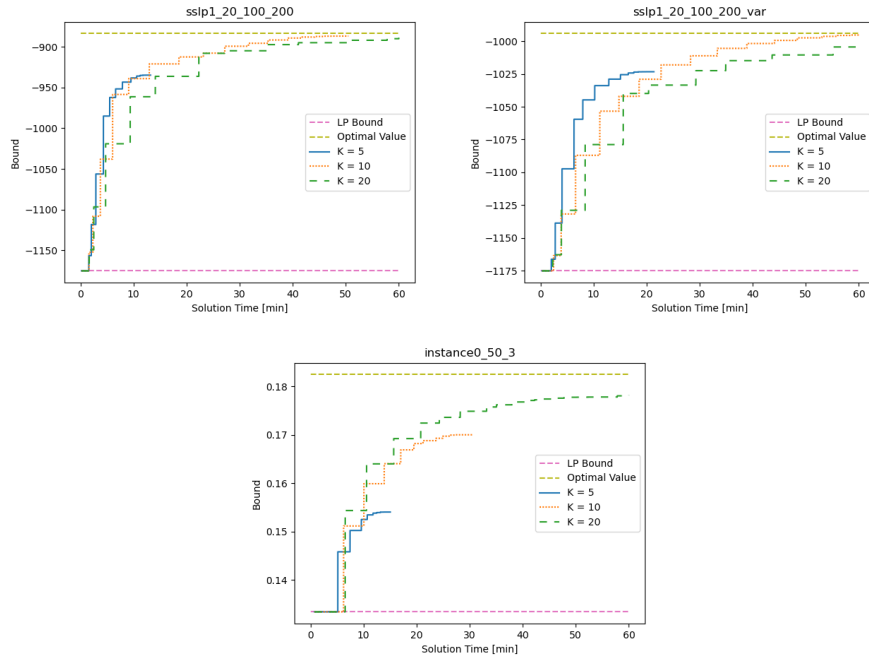 sslp1_20_100_200
−900
−950
−1000
−1050
−1100
−1150
Bound
0 10 20 30 40 50 60
Solution Time [min]
LP Bound
Optimal Value
K = 5
K = 10
K = 20
sslp1_20_100_200_var
−1000
−1025
−1050
−1075
−1100
−1125
−1150
−1175
Bound
0 10 20 30 40 50 60
Solution Time [min]
LP Bound
Optimal Value
K = 5
K = 10
K = 20
instance0_50_3
0.18
0.17
0.16
0.15
0.14
Bound
0 10 20 30 40 50 60
Solution Time [min]
LP Bound
Optimal Value
K = 5
K = 10
K = 20